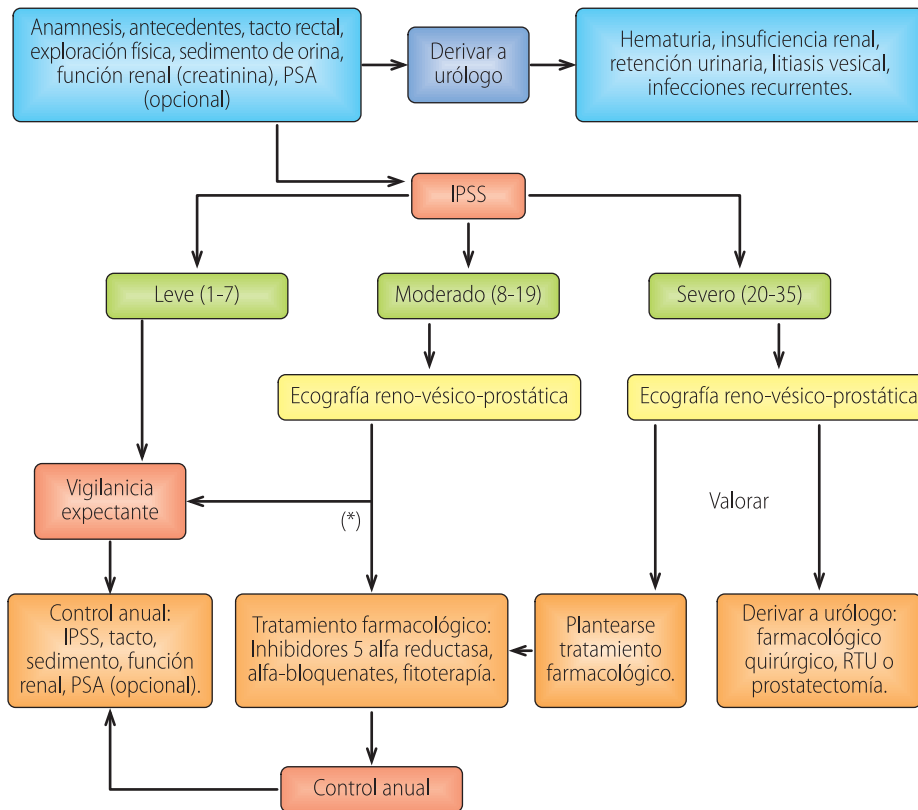 Anamnesis, antecedentes, tacto rectal,
exploración física, sedimento de orina,
función renal (creatinina), PSA
(opcional)
Derivar a
urólogo
Hematuria, insuficiencia renal,
retención urinaria, litiasis vesical,
infecciones recurrentes.
IPSS
Leve (1-7)
Moderado (8-19)
Severo (20-35)
Ecografía reno-vésico-prostática
Ecografía reno-vésico-prostática
Vigilanicia
expectante
(*)
Valorar
Control anual:
IPSS, tacto,
sedimento, función
renal, PSA (opcional).
Tratamiento farmacológico:
Inhibidores 5 alfa reductasa,
alfa-bloquenates, fitoterapía.
Plantearse
tratamiento
farmacológico.
Derivar a urólogo:
farmacológico
quirúrgico, RTU o
prostatectomía.
Control anual